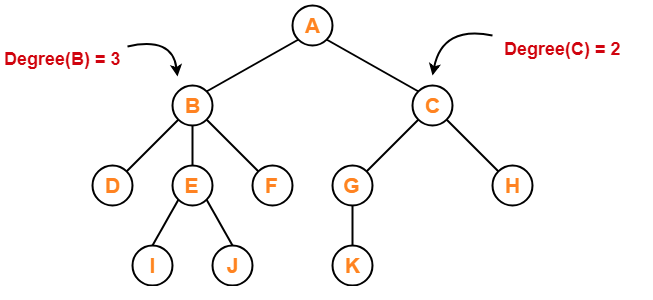 A
Degree(B) = 3
Degree(C) = 2
B
C
D
E
F
G
H
I
J
K